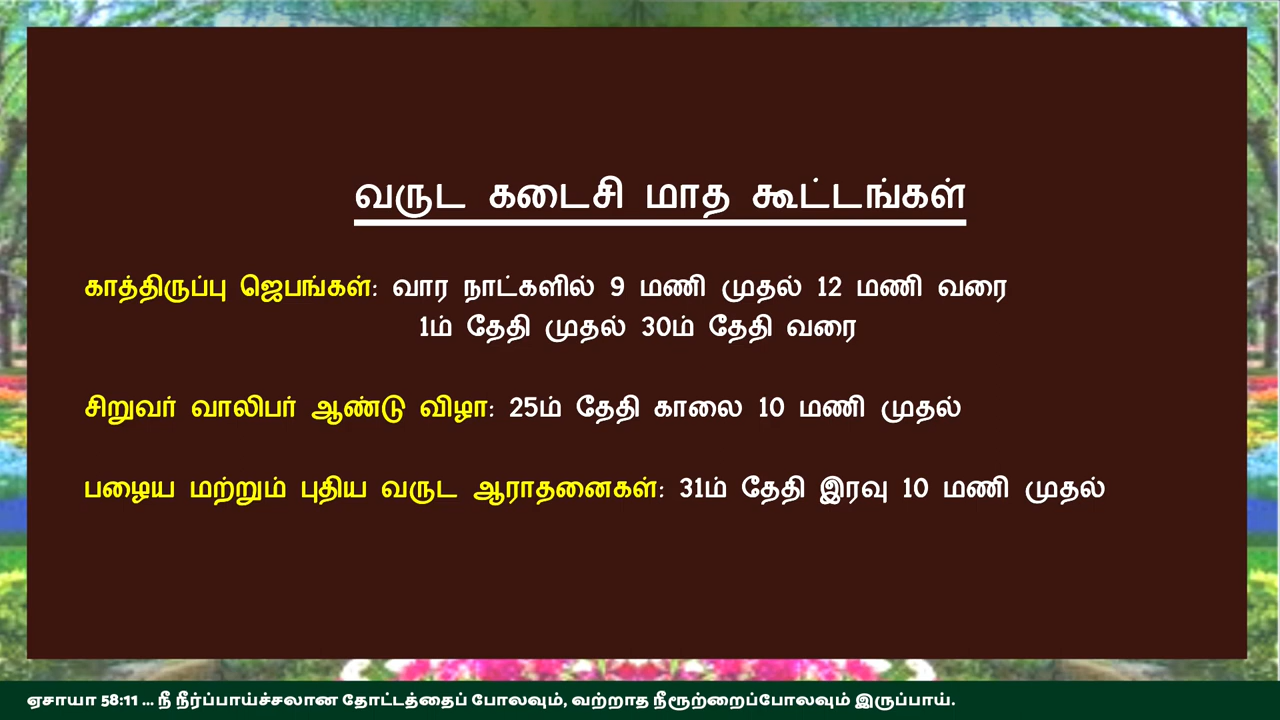 வருட கடைசி மாத கூட்டங்கள்
காத்திருப்பு ஜெபங்கள்: வார நாட்களில் 9 மணி முதல் 12 மணி வரை
1ம் தேதி முதல் 30ம் தேதி வரை
சிறுவர் வாலிபர் ஆண்டு விழா: 25ம் தேதி காலை 10 மணி முதல்
பழைய மற்றும் புதிய வருட ஆராதனைகள்: 31ம் தேதி இரவு 10 மணி முதல்
ஏசாயா 58:11 ... நீ நீர்ப்பாய்ச்சலான தோட்டத்தைப் போலவும், வற்றாத நீரூற்றைப்போலவும் இருப்பாய்.